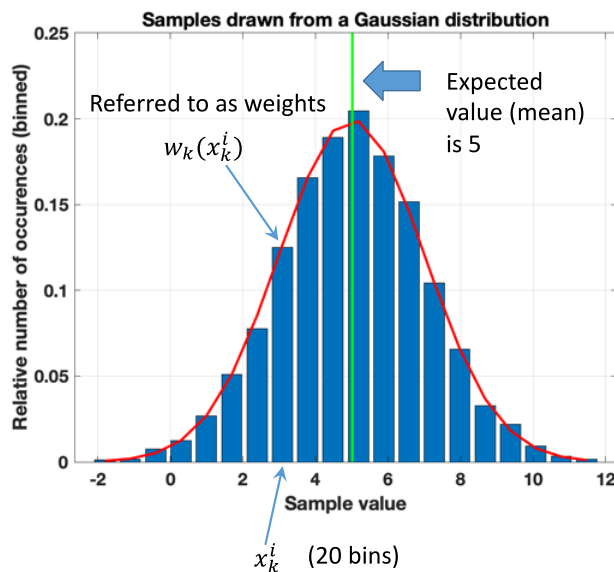 Samples drawn from a Gaussian distribution
0.25
0.2
0.15
0.1
0.05
0
Relative number of occurences (binned)
Referred to as weights
w_k(x_k^i)
Expected
value (mean)
is 5
-2 0 2 4 6 8 10 12
Sample value
x_k^i (20 bins)